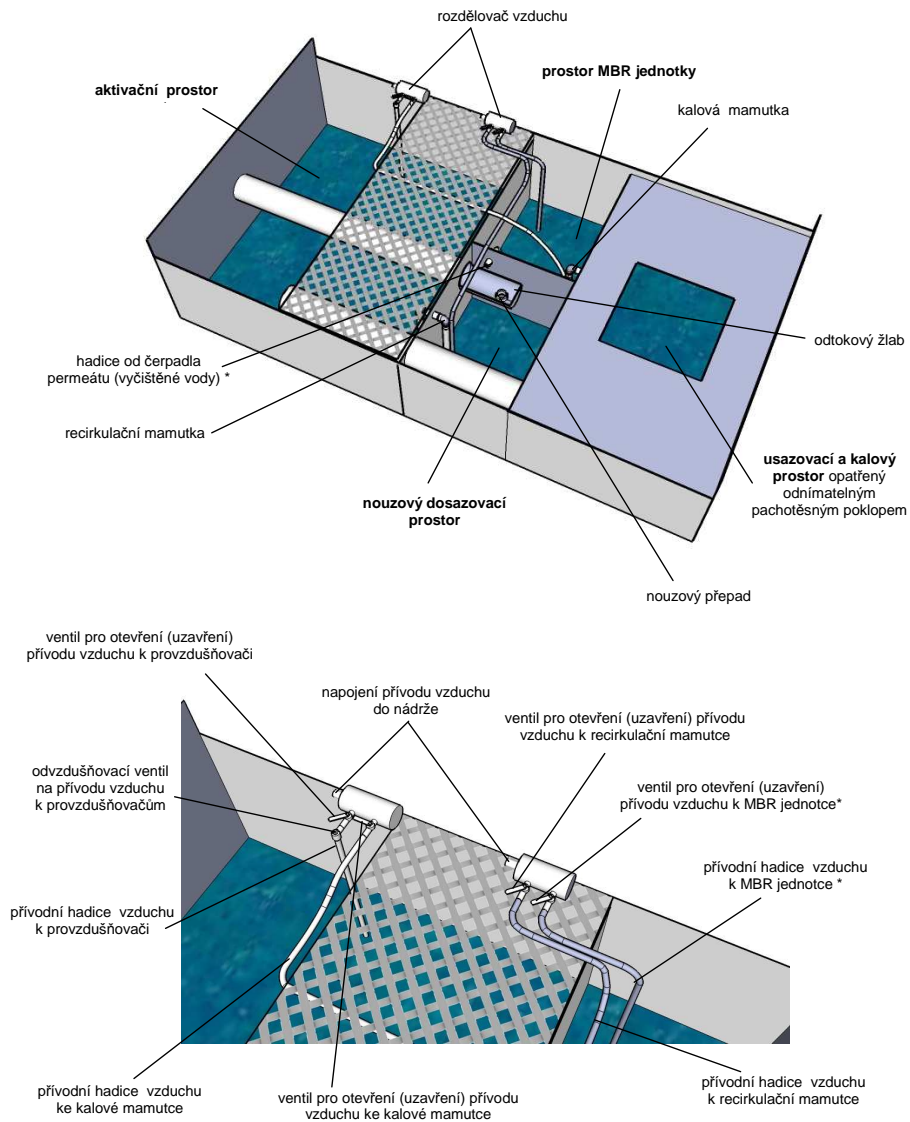 rozdělovač vzduchu
prostor MBR jednotky
aktivační prostor
kalová mamutka
odtokový žlab
hadice od čerpadla
permeátu (vyčištěné vody) *
recirkulační mamutka
usazovací a kalový
prostor opatřený
odnímatelným
pachotěsným poklopem
nouzový dosazovací
prostor
nouzový přepad
ventil pro otevření (uzavření)
přívodu vzduchu k provzdušňovači
napojení přívodu vzduchu
do nádrže
ventil pro otevření (uzavření) přívodu
vzduchu k recirkulační mamutce
odvzdušňovací ventil
na přívodu vzduchu
k provzdušňovačům
ventil pro otevření (uzavření)
přívodu vzduchu k MBR jednotce*
přívodní hadice vzduchu
k MBR jednotce *
přívodní hadice vzduchu
k provzdušňovači
přívodní hadice vzduchu
ke kalové mamutce
ventil pro otevření (uzavření) přívodu
vzduchu ke kalové mamutce
přívodní hadice vzduchu
k recirkulační mamutce